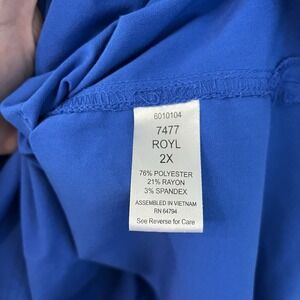 6010104
7477
ROYL
2X
76% POLYESTER
21% RAYON
3% SPANDEX
ASSEMBLED IN VIETNAM
RN 64794
See Reverse for Care